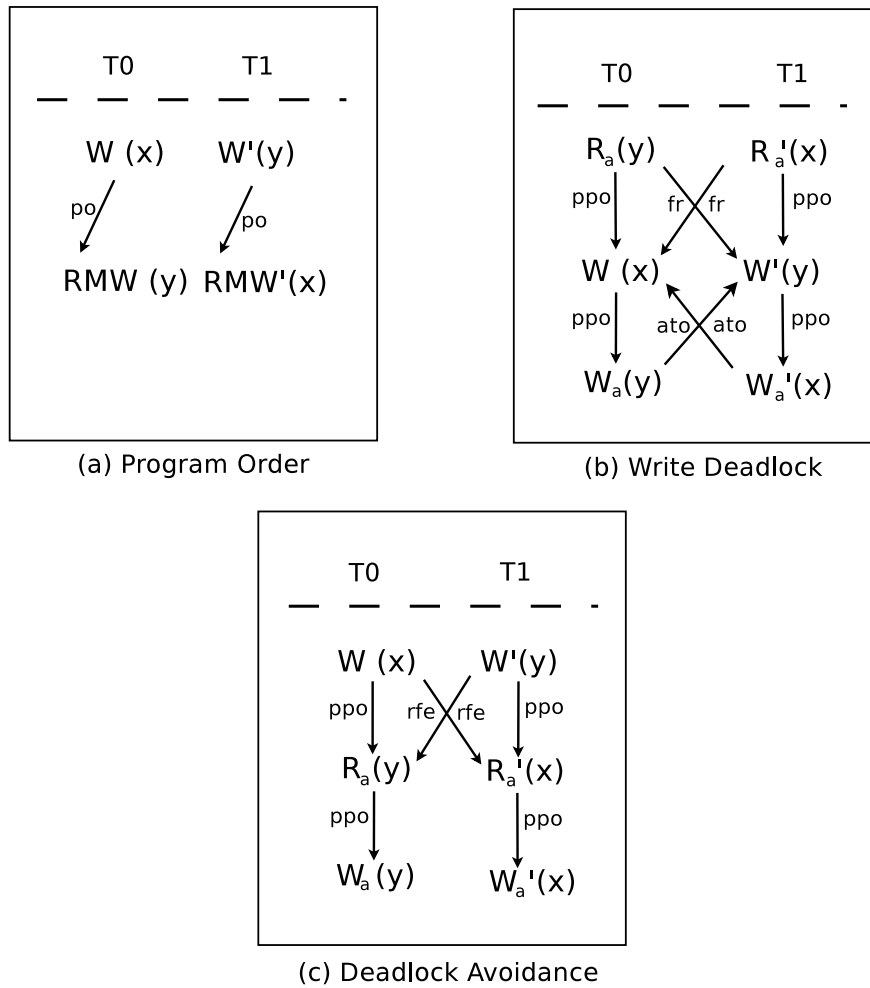 T0 T1
W (x) W'(y)
po po
RMW (y) RMW'(x)
(a) Program Order
T0 T1
Ra(y) Ra'(x)
ppo fr fr ppo
W (x) W'(y)
ppo ato ato ppo
Wa(y) Wa'(x)
(b) Write Deadlock
T0 T1
W (x) W'(y)
ppo rfe rfe ppo
Ra(y) Ra'(x)
ppo ppo
Wa(y) Wa'(x)
(c) Deadlock Avoidance